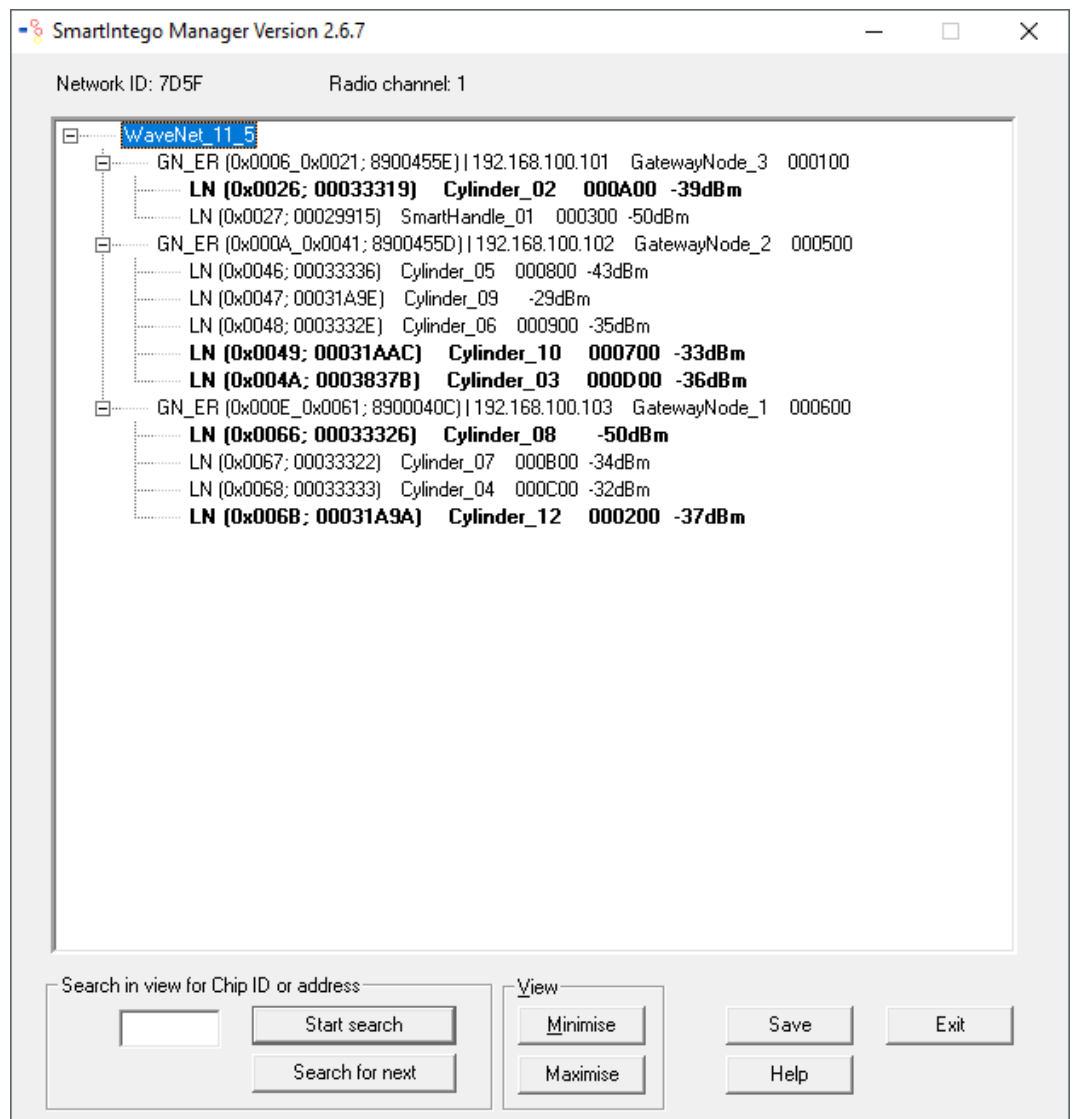 SmartIntego Manager Version 2.6.7
Network ID: 7D5F Radio channel: 1
WaveNet_11_5
GN_ER (0x0006_0x0021; 8900455E) | 192.168.100.101 GatewayNode_3 000100
LN (0x0026; 00033319) Cylinder_02 000A00 -39dBm
LN (0x0027; 00029915) SmartHandle_01 000300 -50dBm
GN_ER (0x000A_0x0041; 8900455D) | 192.168.100.102 GatewayNode_2 000500
LN (0x0046; 00033336) Cylinder_05 000800 -43dBm
LN (0x0047; 00031A9E) Cylinder_09 -29dBm
LN (0x0048; 0003332E) Cylinder_06 000900 -35dBm
LN (0x0049; 00031AAC) Cylinder_10 000700 -33dBm
LN (0x004A; 0003837B) Cylinder_03 000D00 -36dBm
GN_ER (0x000E_0x0061; 8900040C) | 192.168.100.103 GatewayNode_1 000600
LN (0x0066; 00033326) Cylinder_08 -50dBm
LN (0x0067; 00033322) Cylinder_07 000B00 -34dBm
LN (0x0068; 00033333) Cylinder_04 000C00 -32dBm
LN (0x006B; 00031A9A) Cylinder_12 000200 -37dBm
Search in view for Chip ID or address
Start search
Search for next
View
Minimise
Maximise
Save
Help
Exit